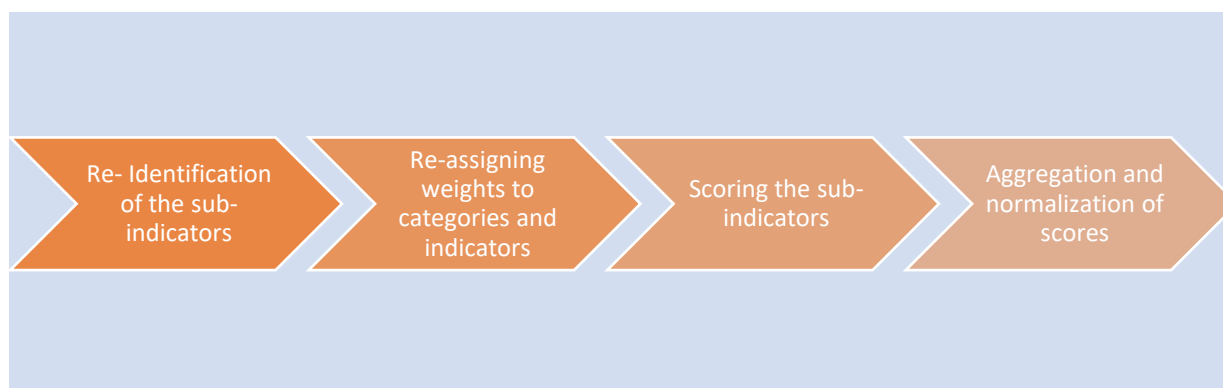 Re- Identification
of the sub-
indicators
Re-assigning
weights to
categories and
indicators
Scoring the sub-
indicators
Aggregation and
normalization of
scores